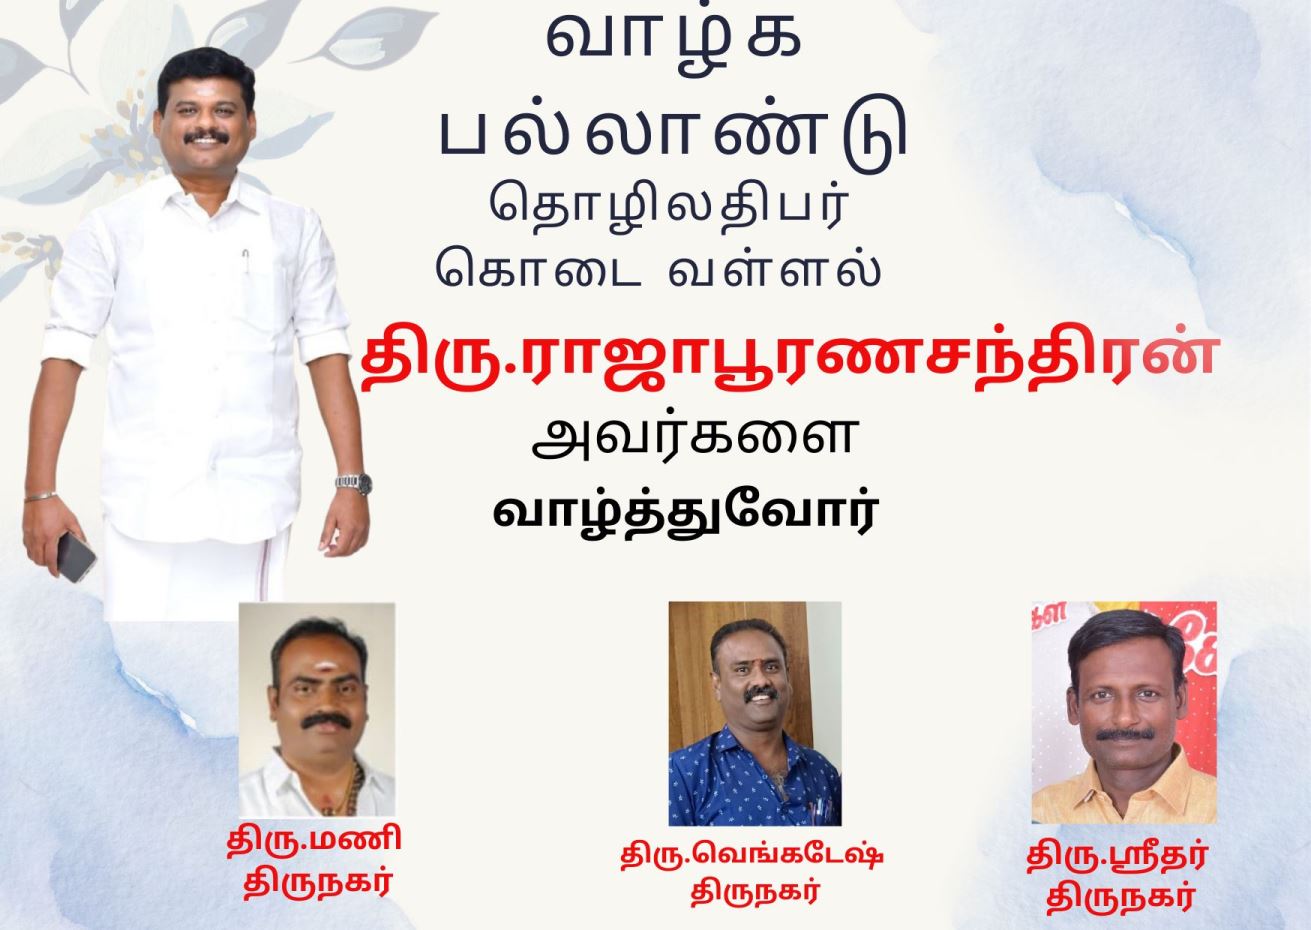 வாழ்க
பல்லாண்டு
தொழிலதிபர்
கொடை வள்ளல்
திரு.ராஜாபூரணசந்திரன்
அவர்களை
வாழ்த்துவோர்
திரு.மணி
திருநகர்
திரு.வெங்கடேஷ்
திருநகர்
திரு.ஸ்ரீதர்
திருநகர்